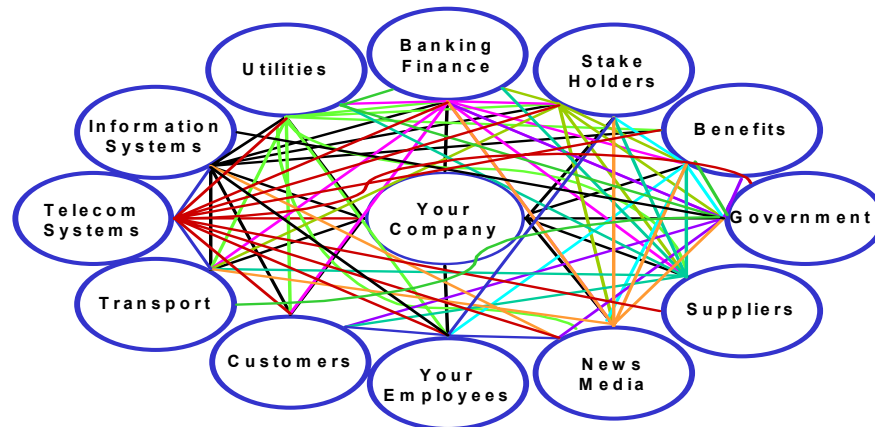 Utilities
Banking
Finance
Stake
Holders
Information
Systems
Benefits
Telecom
Systems
Your
Company
Government
Transport
Suppliers
Customers
Your
Employees
News
Media